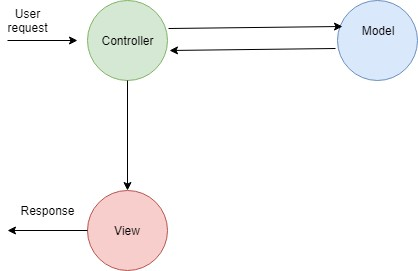 User
request
Controller
Model
Response
View